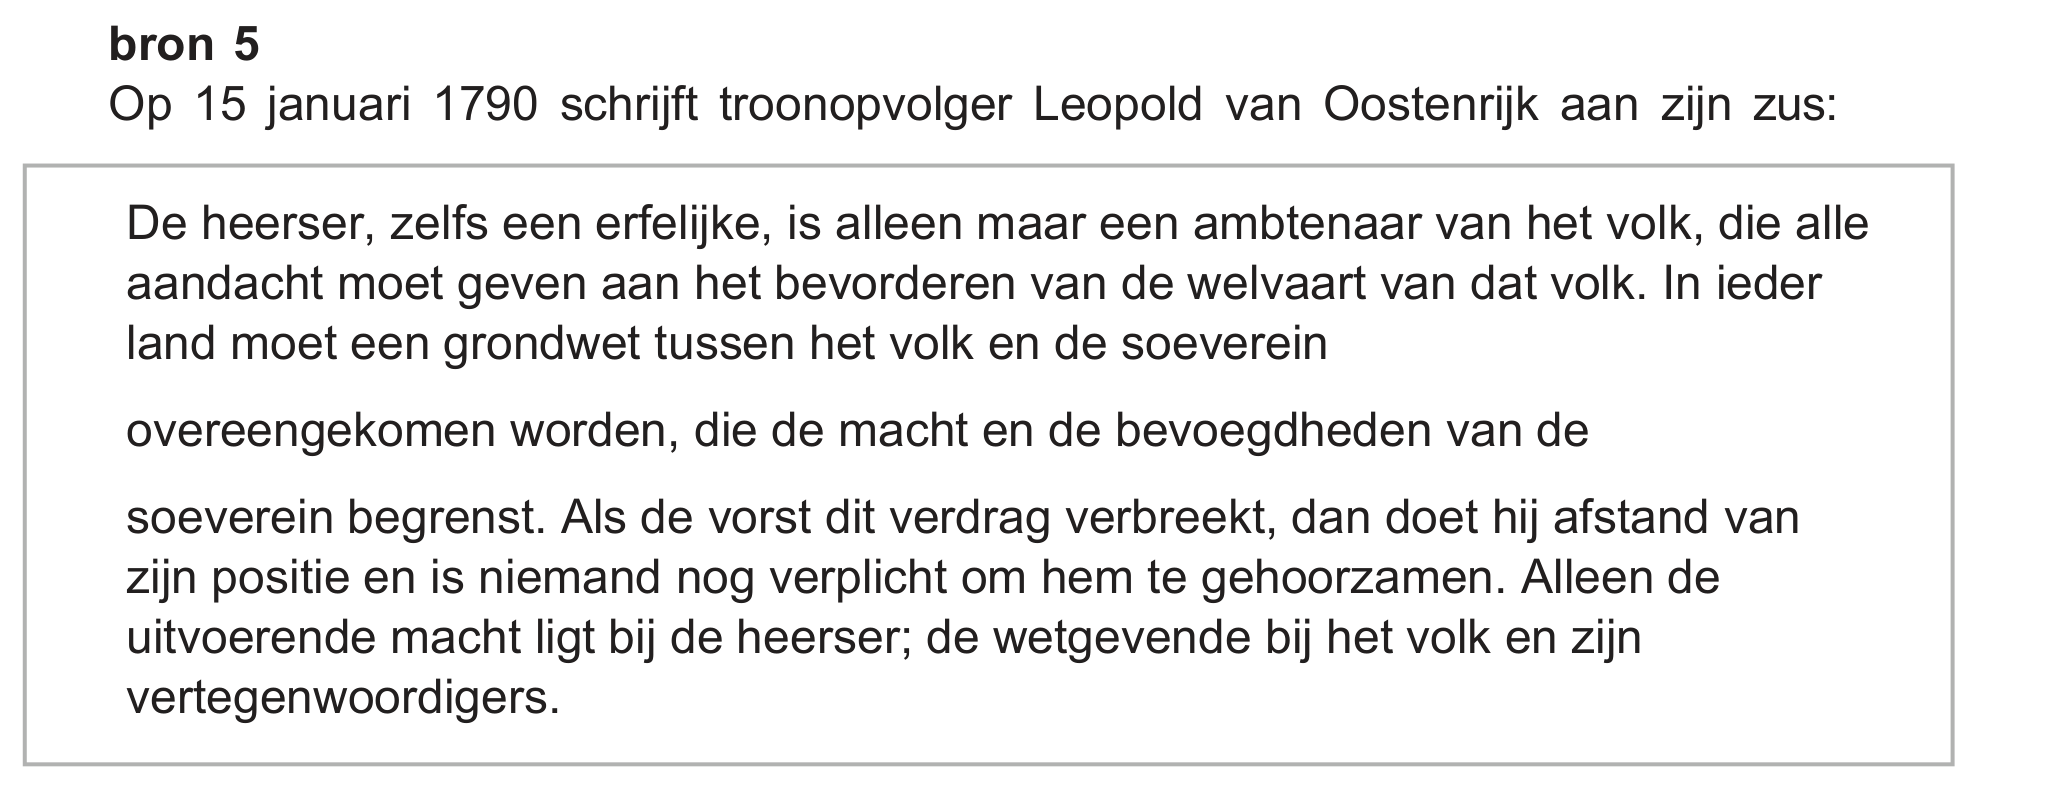 bron 5
Op 15 januari 1790 schrijft troonopvolger Leopold van Oostenrijk aan zijn zus:
De heerser, zelfs een erfelijke, is alleen maar een ambtenaar van het volk, die alle
aandacht moet geven aan het bevorderen van de welvaart van dat volk. In ieder
land moet een grondwet tussen het volk en de soeverein
overeengekomen worden, die de macht en de bevoegdheden van de
soeverein begrenst. Als de vorst dit verdrag verbreekt, dan doet hij afstand van
zijn positie en is niemand nog verplicht om hem te gehoorzamen. Alleen de
uitvoerende macht ligt bij de heerser; de wetgevende bij het volk en zijn
vertegenwoordigers.